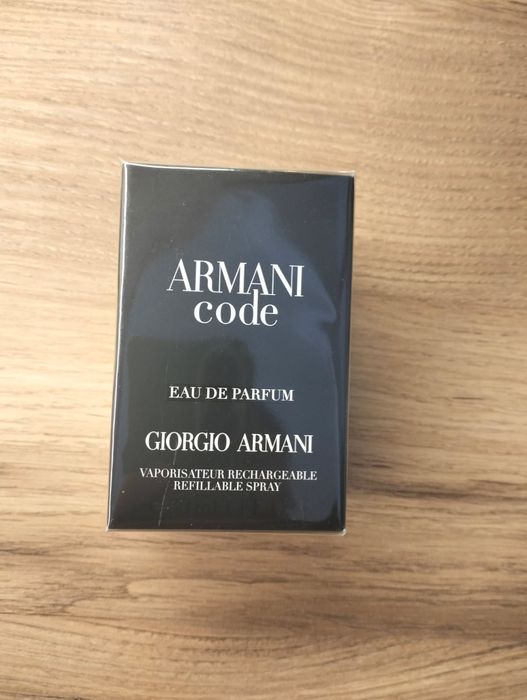 ARMANI
code
EAU DE PARFUM
GIORGIO ARMANI
VAPORISATEUR RECHARGEABLE
REFILLABLE SPRAY